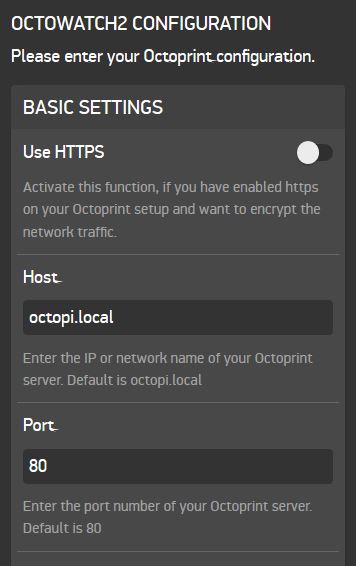 OCTOWATCH2 CONFIGURATION
Please enter your Octoprint configuration.
BASIC SETTINGS
Use HTTPS
Activate this function, if you have enabled https
on your Octoprint setup and want to encrypt the
network traffic.
Host
octopi.local
Enter the IP or network name of your Octoprint
server. Default is octopi.local
Port
80
Enter the port number of your Octoprint server.
Default is 80